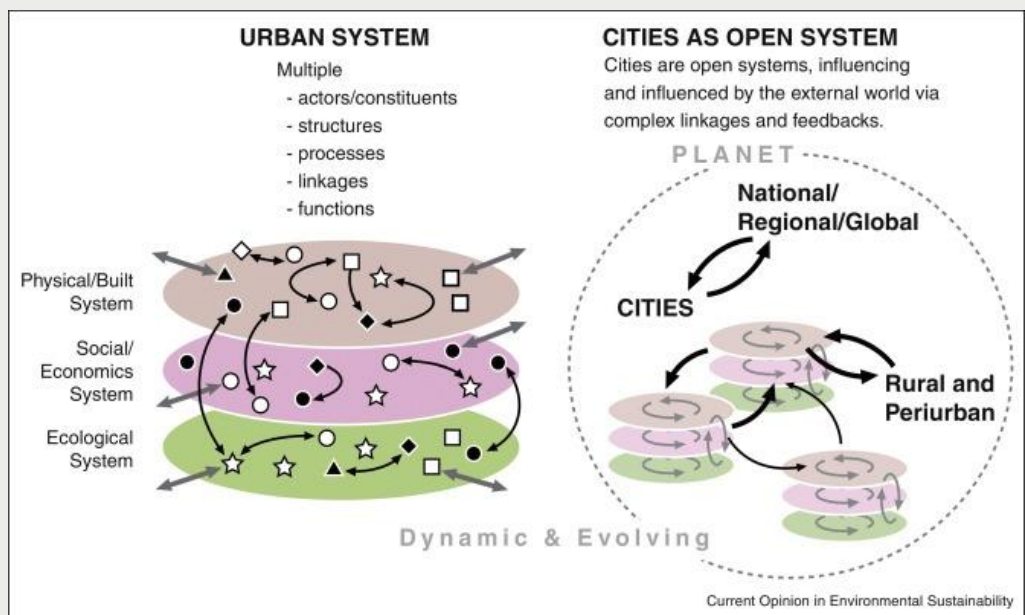 URBAN SYSTEM
Multiple
- actors/constituents
- structures
- processes
- linkages
- functions
Physical/Built
System
Social/
Economics
System
Ecological
System
CITIES AS OPEN SYSTEM
Cities are open systems, influencing
and influenced by the external world via
complex linkages and feedbacks.
PLANET
National/
Regional/Global
CITIES
Rural and
Periurban
Dynamic & Evolving
Current Opinion in Environmental Sustainability